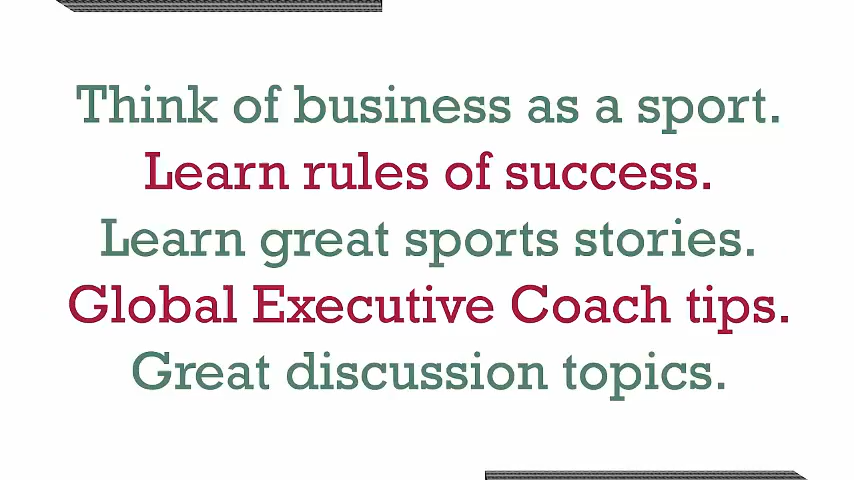 Think of business as a sport.
Learn rules of success.
Learn great sports stories.
Global Executive Coach tips.
Great discussion topics.